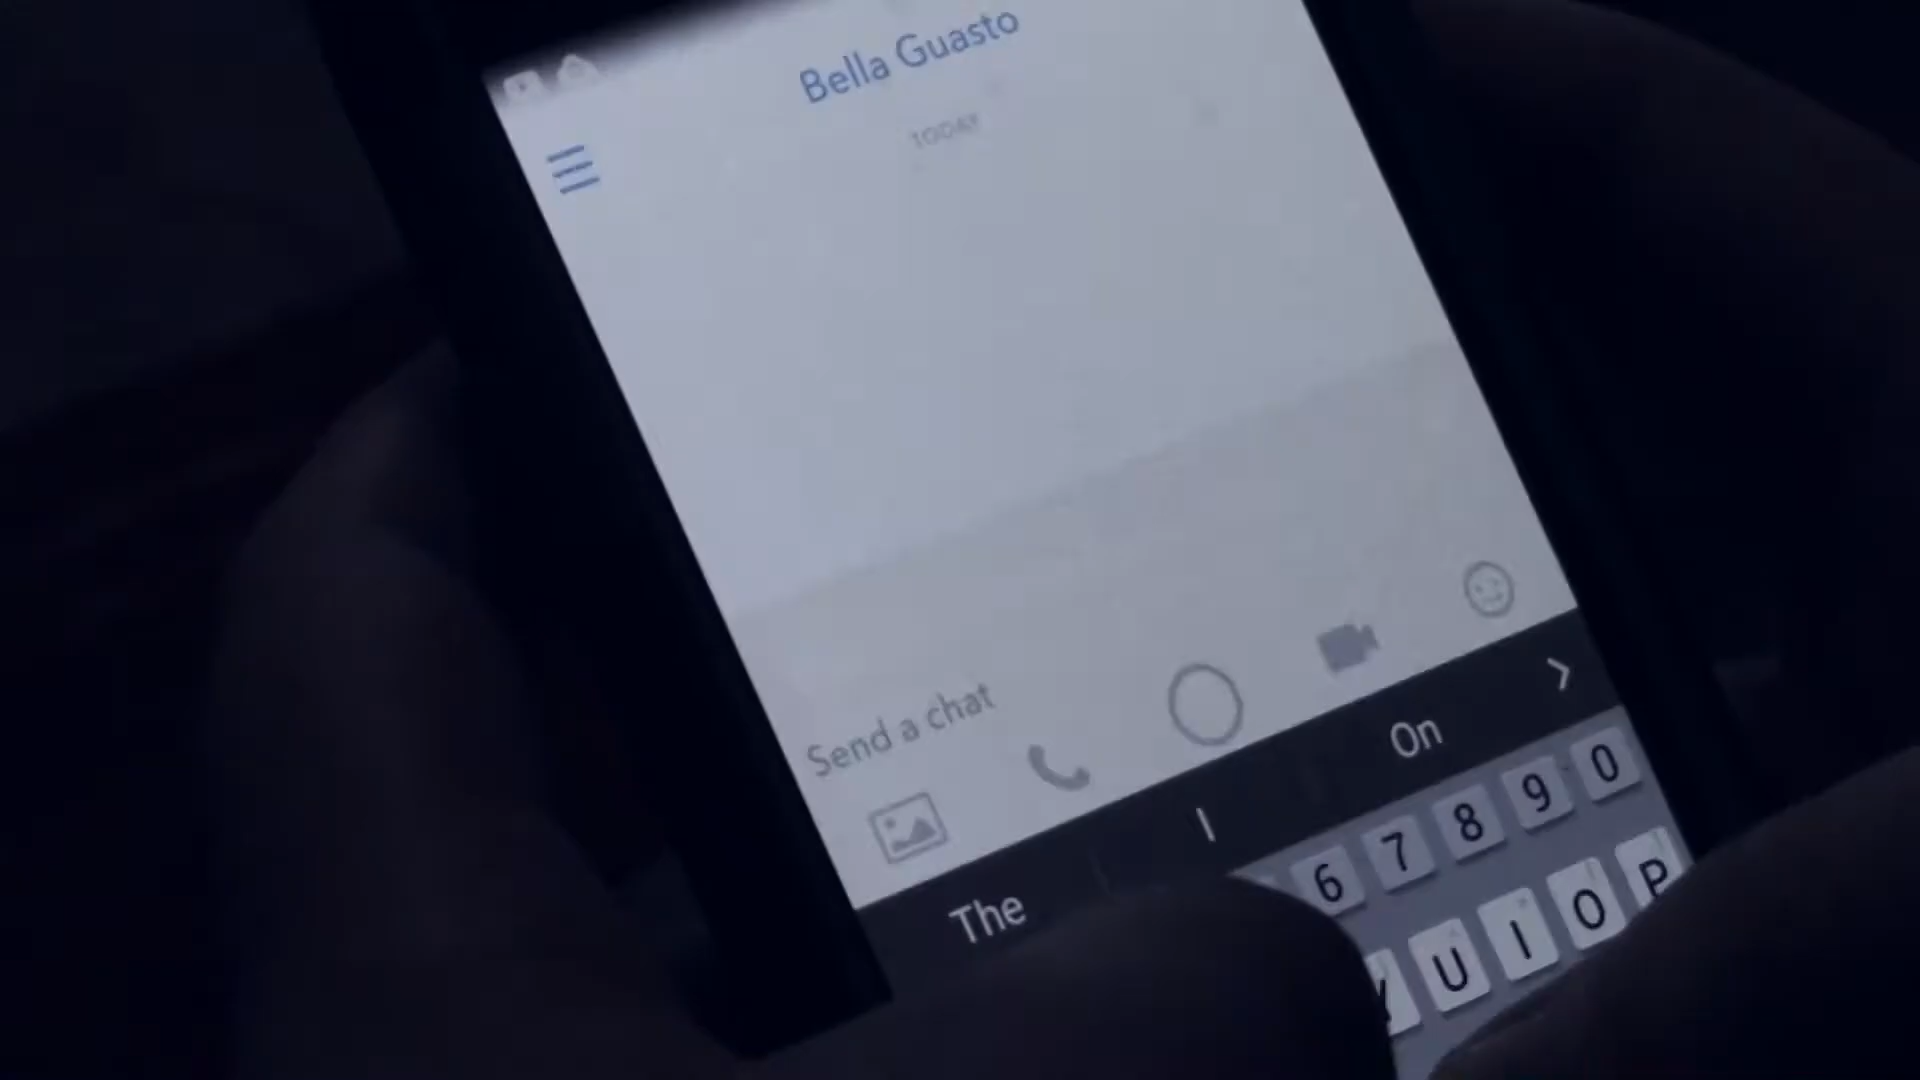 Bella Guasto
TODAY
Send a chat
The
I
On
6 7 8 9 0
U I O P